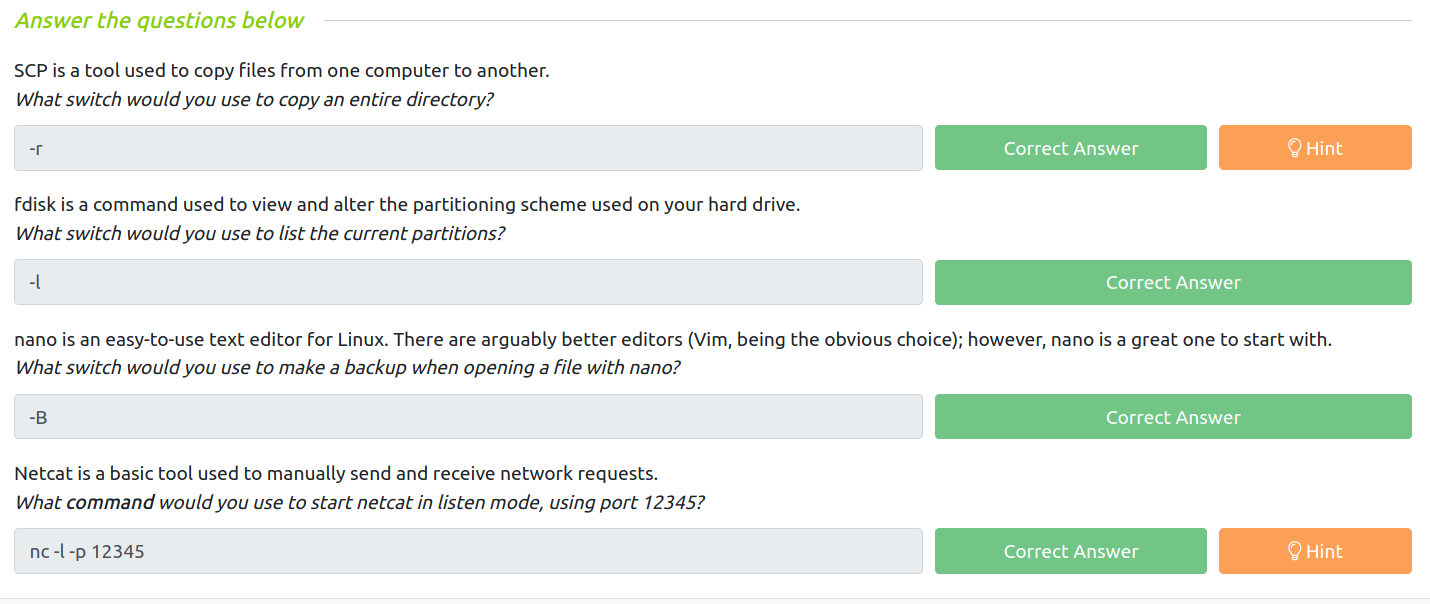 Answer the questions below
SCP is a tool used to copy files from one computer to another.
What switch would you use to copy an entire directory?
-r
Correct Answer
Hint
fdisk is a command used to view and alter the partitioning scheme used on your hard drive.
What switch would you use to list the current partitions?
-l
Correct Answer
nano is an easy-to-use text editor for Linux. There are arguably better editors (Vim, being the obvious choice); however, nano is a great one to start with.
What switch would you use to make a backup when opening a file with nano?
-B
Correct Answer
Netcat is a basic tool used to manually send and receive network requests.
What command would you use to start netcat in listen mode, using port 12345?
nc -l -p 12345
Correct Answer
Hint